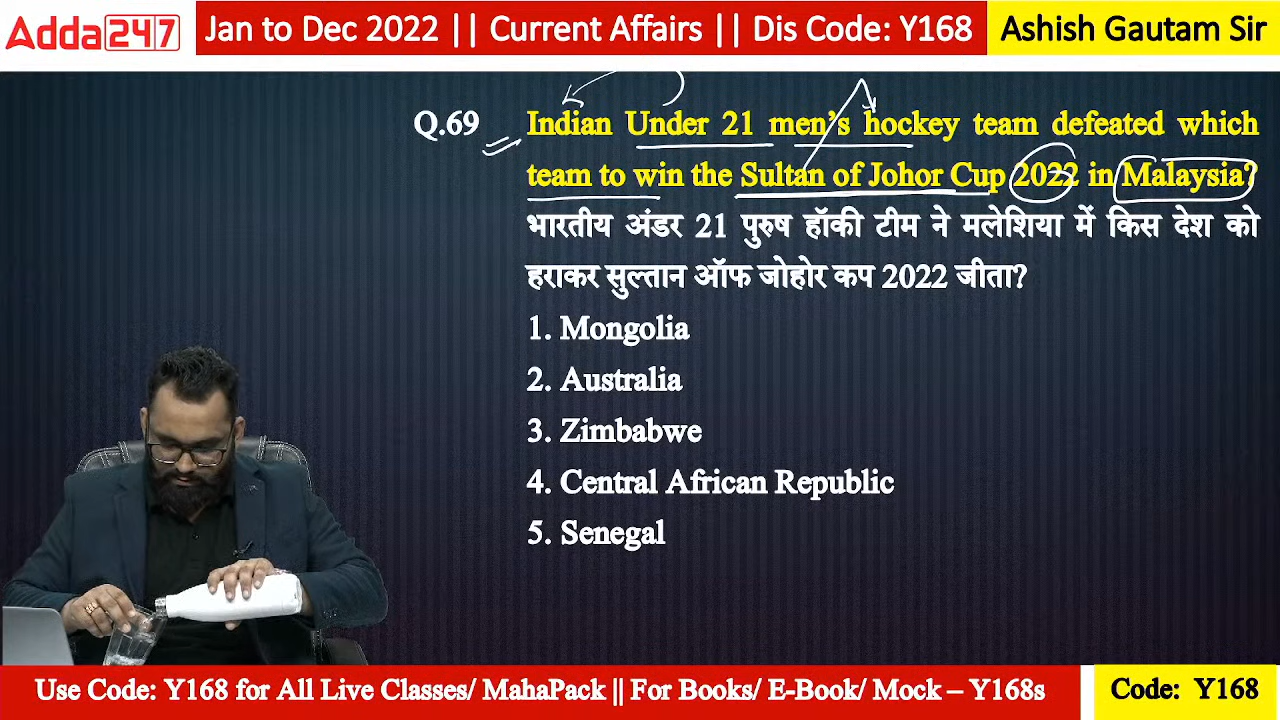 Adda247 Jan to Dec 2022 || Current Affairs || Dis Code: Y168 Ashish Gautam Sir
Q.69 Indian Under 21 men's hockey team defeated which
team to win the Sultan of Johor Cup 2022 in Malaysia?
भारतीय अंडर 21 पुरुष हॉकी टीम ने मलेशिया में किस देश को
हराकर सुल्तान ऑफ जोहोर कप 2022 जीता?
1. Mongolia
2. Australia
3. Zimbabwe
4. Central African Republic
5. Senegal
Use Code: Y168 for All Live Classes/ MahaPack || For Books/ E-Book/ Mock – Y168s Code: Y168